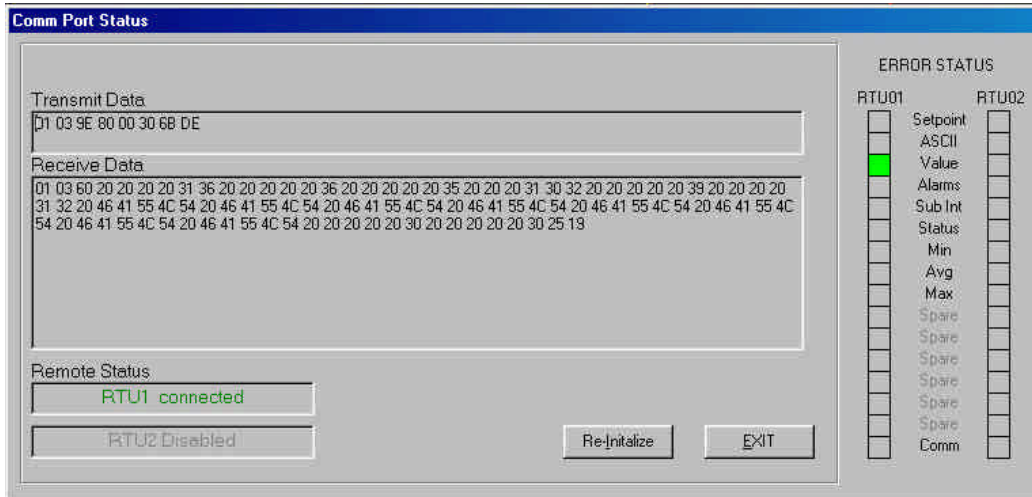 Comm Port Status
Transmit Data
01 03 9E 80 00 30 6B DE
Receive Data
01 03 60 20 20 20 20 31 36 20 20 20 20 20 36 20 20 20 20 20 35 20 20 20 31 30 32 20 20 20 20 20 39 20 20 20 20
31 32 20 46 41 55 4C 54 20 46 41 55 4C 54 20 46 41 55 4C 54 20 46 41 55 4C 54 20 46 41 55 4C 54 20 46 41 55 4C
54 20 46 41 55 4C 54 20 46 41 55 4C 54 20 20 20 20 20 30 20 20 20 20 20 30 25 19
Remote Status
RTU1 connected
RTU2 Disabled
Re-Initalize
EXIT
ERROR STATUS
RTU01 RTU02
Setpoint
ASCII
Value
Alarms
Sub Int
Status
Min
Avg
Max
Spare
Spare
Spare
Spare
Spare
Spare
Comm